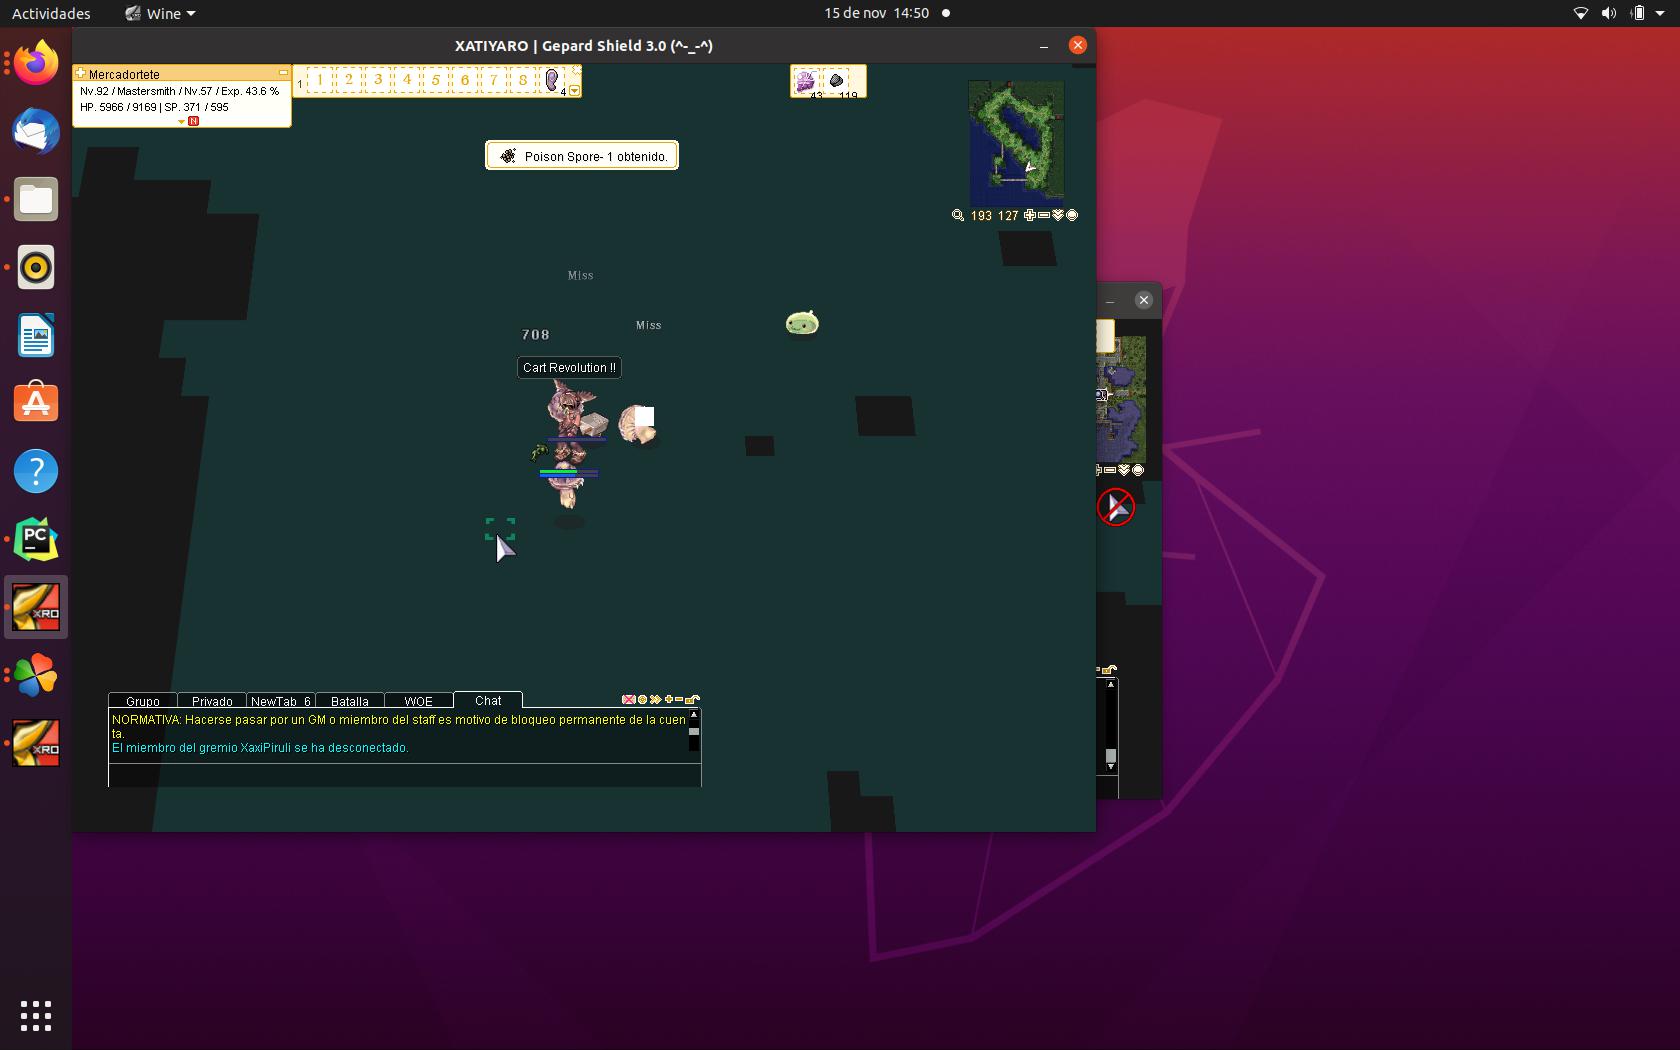 Actividades
Wine
15 de nov 14:50
XATIYARO | Gepard Shield 3.0 (^-_-^)
Mercadortete
Nv.92 / Mastersmith / Nv.57 / Exp. 43.6 %
HP. 5966 / 9169 | SP. 371 / 595
N
1 1 2 3 4 5 6 7 8 4
43 119
Poison Spore- 1 obtenido.
193 127
Miss
Miss
708
Cart Revolution !!
PC
XRO
XRO
Grupo Privado NewTab 6 Batalla WOE Chat
NORMATIVA: Hacerse pasar por un GM o miembro del staff es motivo de bloqueo permanente de la cuen
ta.
El miembro del gremio XaxiPiruli se ha desconectado.